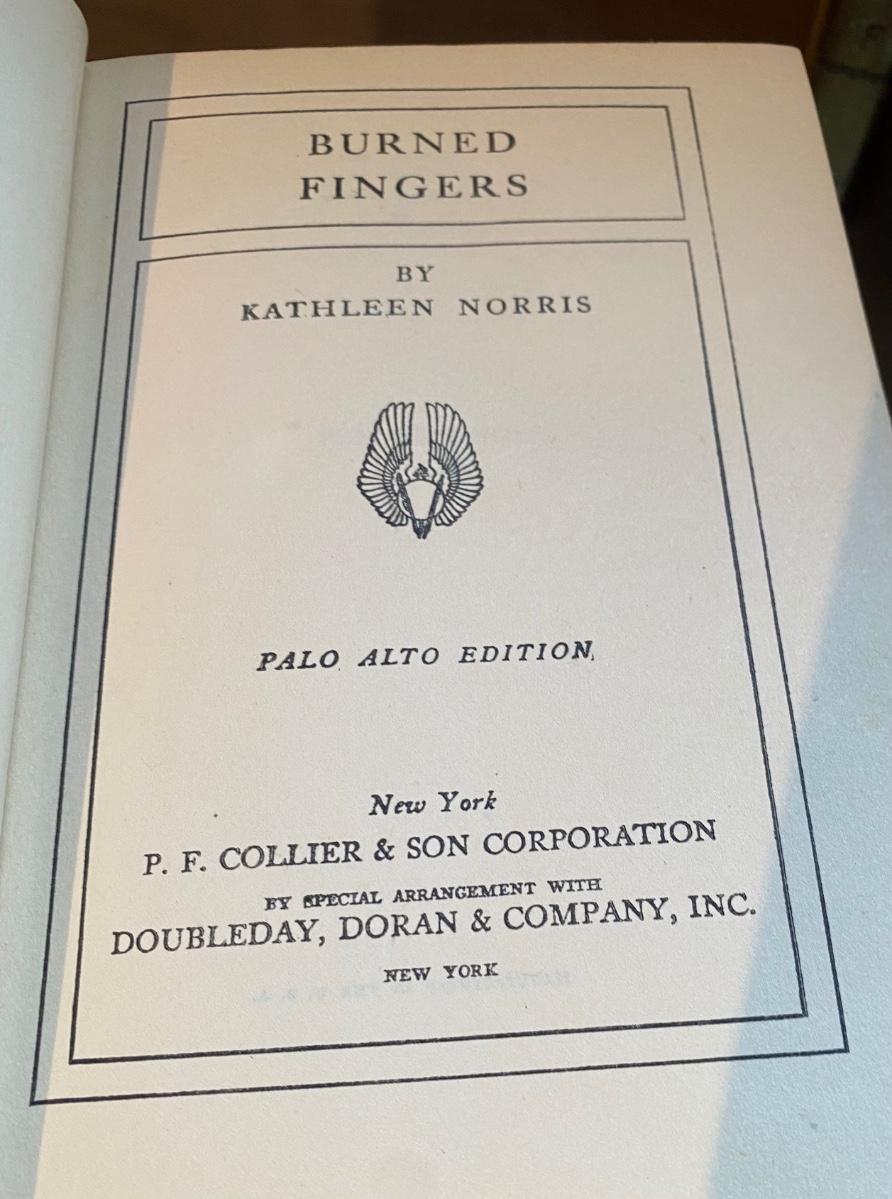 BURNED
FINGERS
BY
KATHLEEN NORRIS
PALO ALTO EDITION
New York
P. F. COLLIER & SON CORPORATION
BY SPECIAL ARRANGEMENT WITH
DOUBLEDAY, DORAN & COMPANY, INC.
NEW YORK